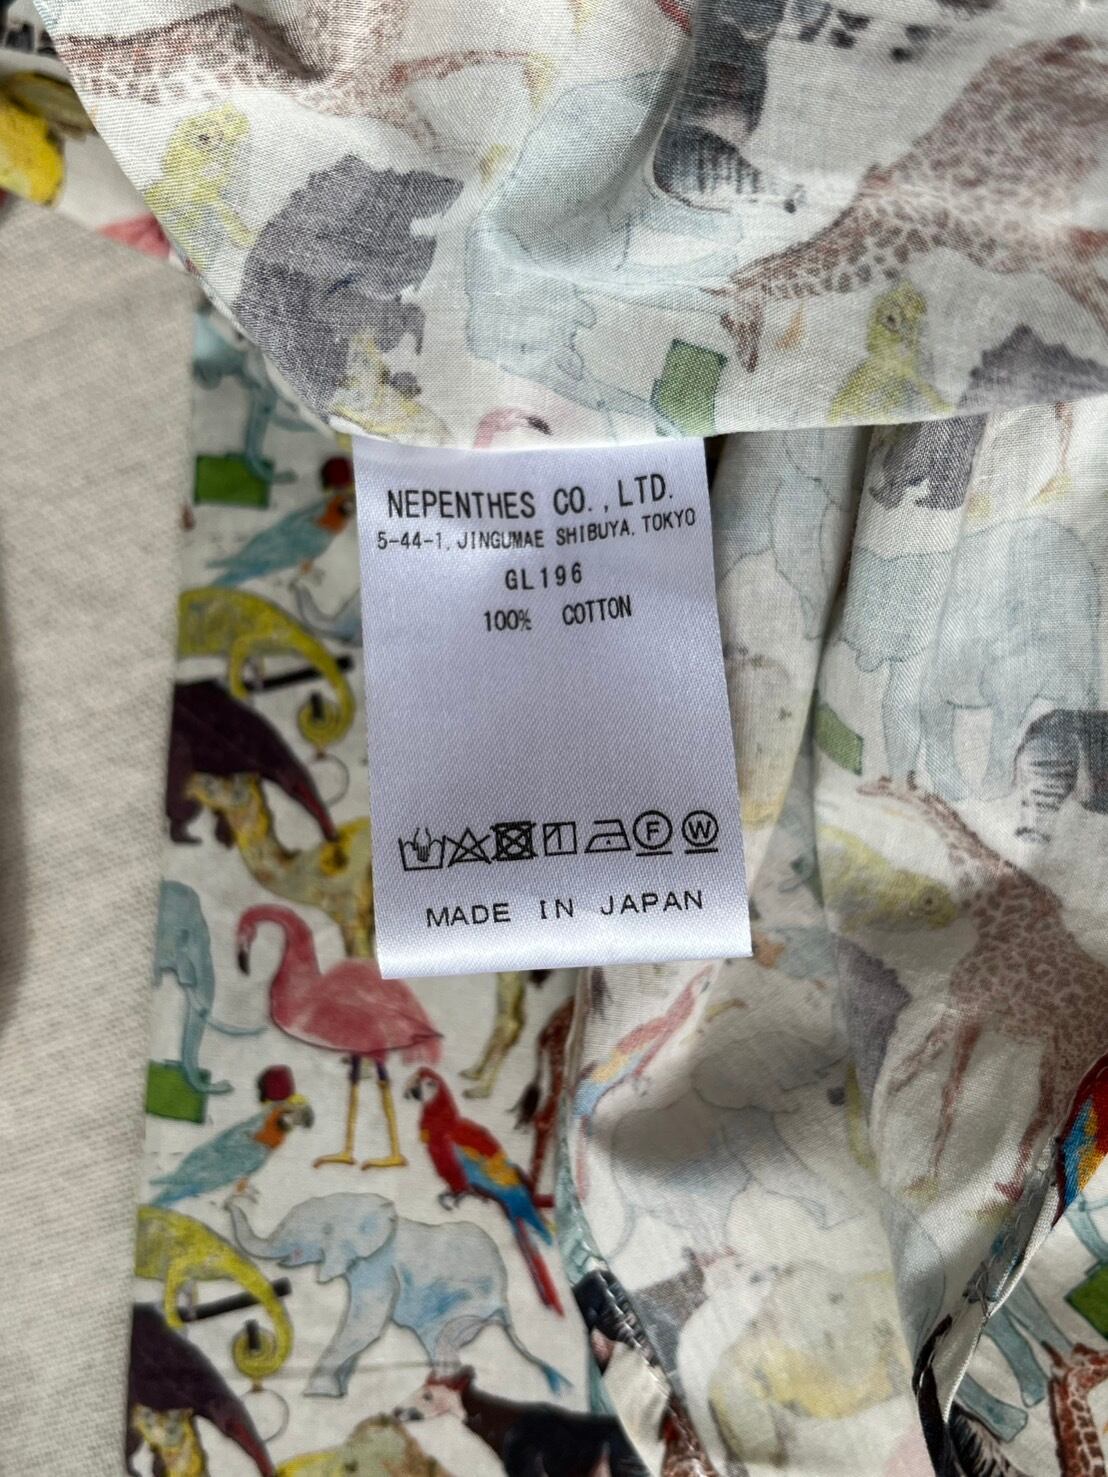 NEPENTHES CO.,LTD.
5-44-1, JINGUMAE SHIBUYA, TOKYO
GL196
100% COTTON
F W
MADE IN JAPAN